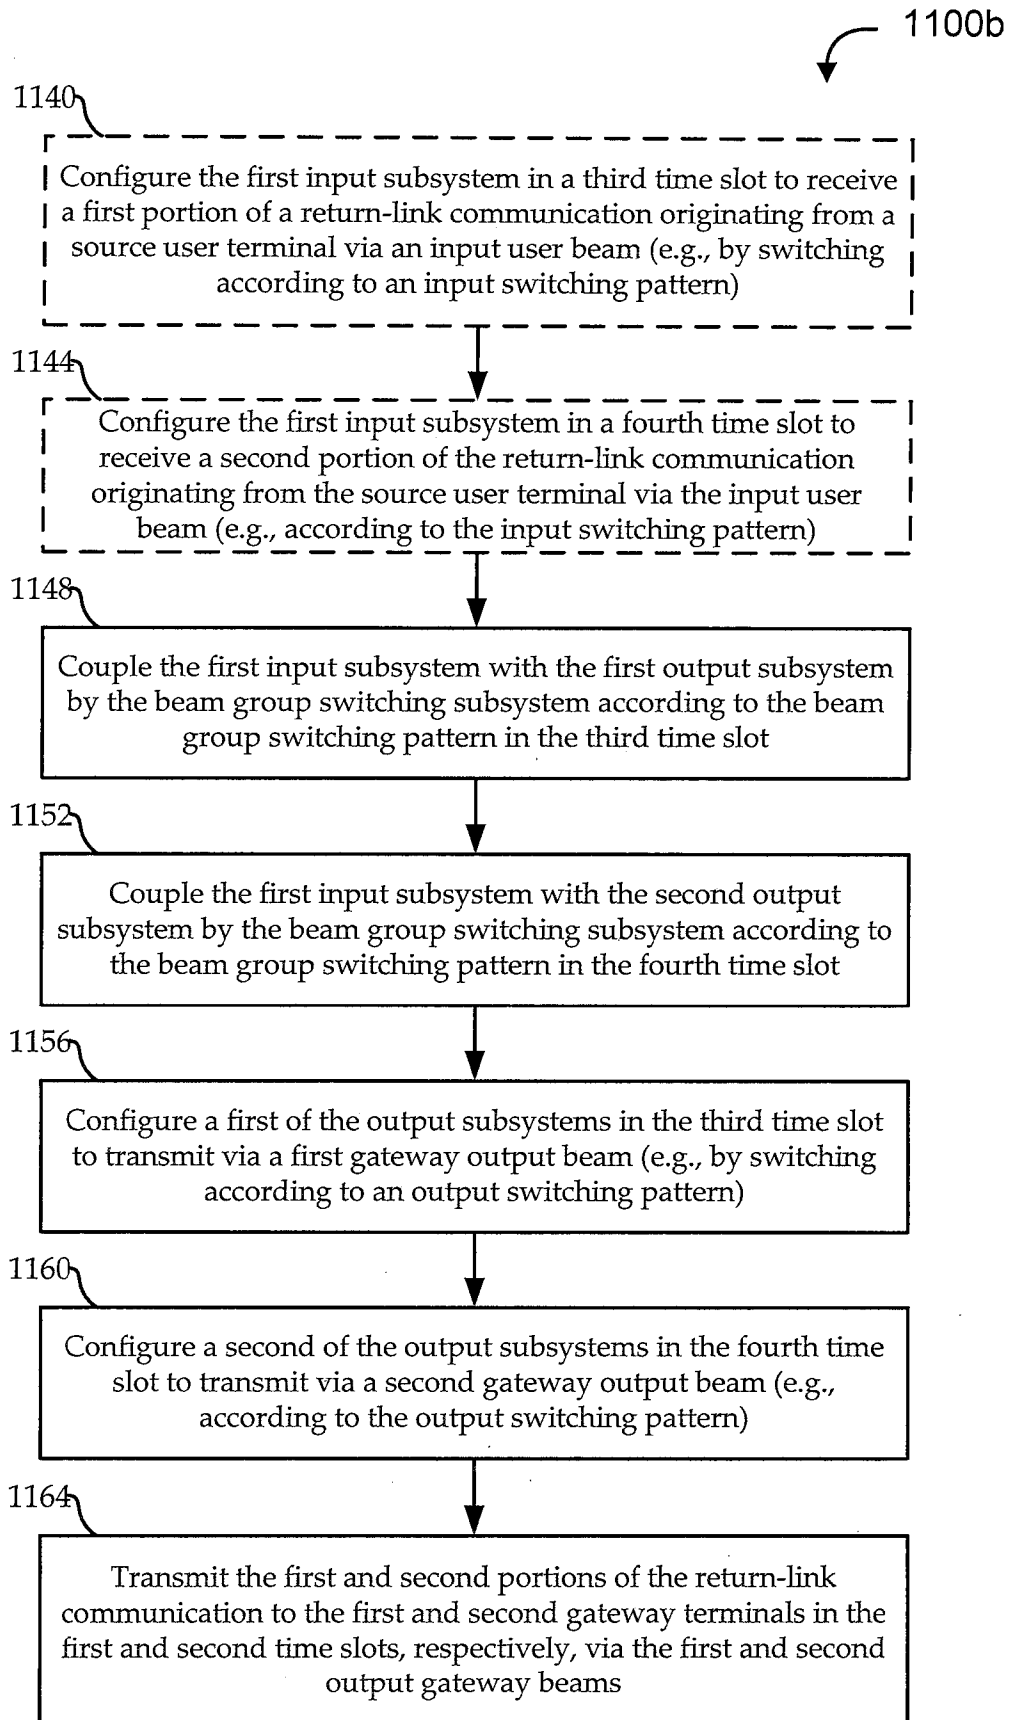 1100b
1140
Configure the first input subsystem in a third time slot to receive
a first portion of a return-link communication originating from a
source user terminal via an input user beam (e.g., by switching
according to an input switching pattern)
1144
Configure the first input subsystem in a fourth time slot to
receive a second portion of the return-link communication
originating from the source user terminal via the input user
beam (e.g., according to the input switching pattern)
1148
Couple the first input subsystem with the first output subsystem
by the beam group switching subsystem according to the beam
group switching pattern in the third time slot
1152
Couple the first input subsystem with the second output
subsystem by the beam group switching subsystem according to
the beam group switching pattern in the fourth time slot
1156
Configure a first of the output subsystems in the third time slot
to transmit via a first gateway output beam (e.g., by switching
according to an output switching pattern)
1160
Configure a second of the output subsystems in the fourth time
slot to transmit via a second gateway output beam (e.g.,
according to the output switching pattern)
1164
Transmit the first and second portions of the return-link
communication to the first and second gateway terminals in the
first and second time slots, respectively, via the first and second
output gateway beams